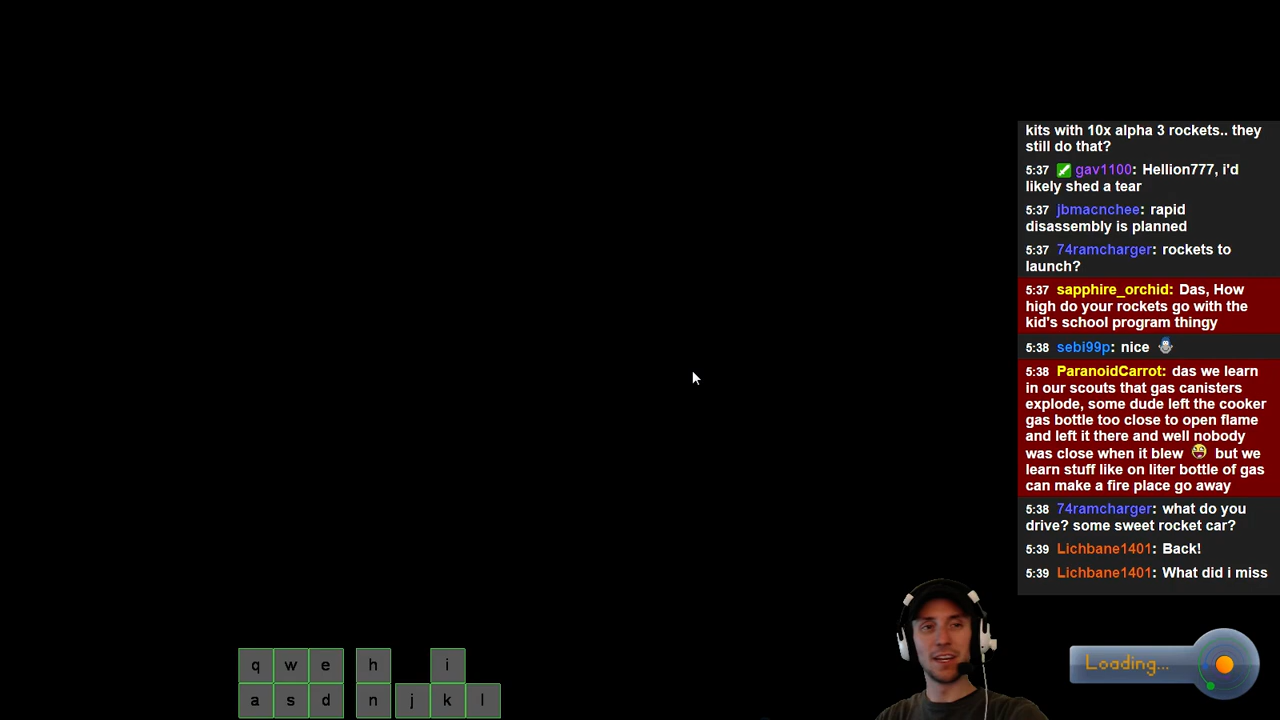 kits with 10x alpha 3 rockets.. they
still do that?
5:37 gav1100: Hellion777, i'd
likely shed a tear
5:37 jbmacnchee: rapid
disassembly is planned
5:37 74ramcharger: rockets to
launch?
5:37 sapphire_orchid: Das, How
high do your rockets go with the
kid's school program thingy
5:38 sebi99p: nice
5:38 ParanoidCarrot: das we learn
in our scouts that gas canisters
explode, some dude left the cooker
gas bottle too close to open flame
and left it there and well nobody
was close when it blew but we
learn stuff like on liter bottle of gas
can make a fire place go away
5:38 74ramcharger: what do you
drive? some sweet rocket car?
5:39 Lichbane1401: Back!
5:39 Lichbane1401: What did i miss
Loading...
q w e h i
a s d n j k l